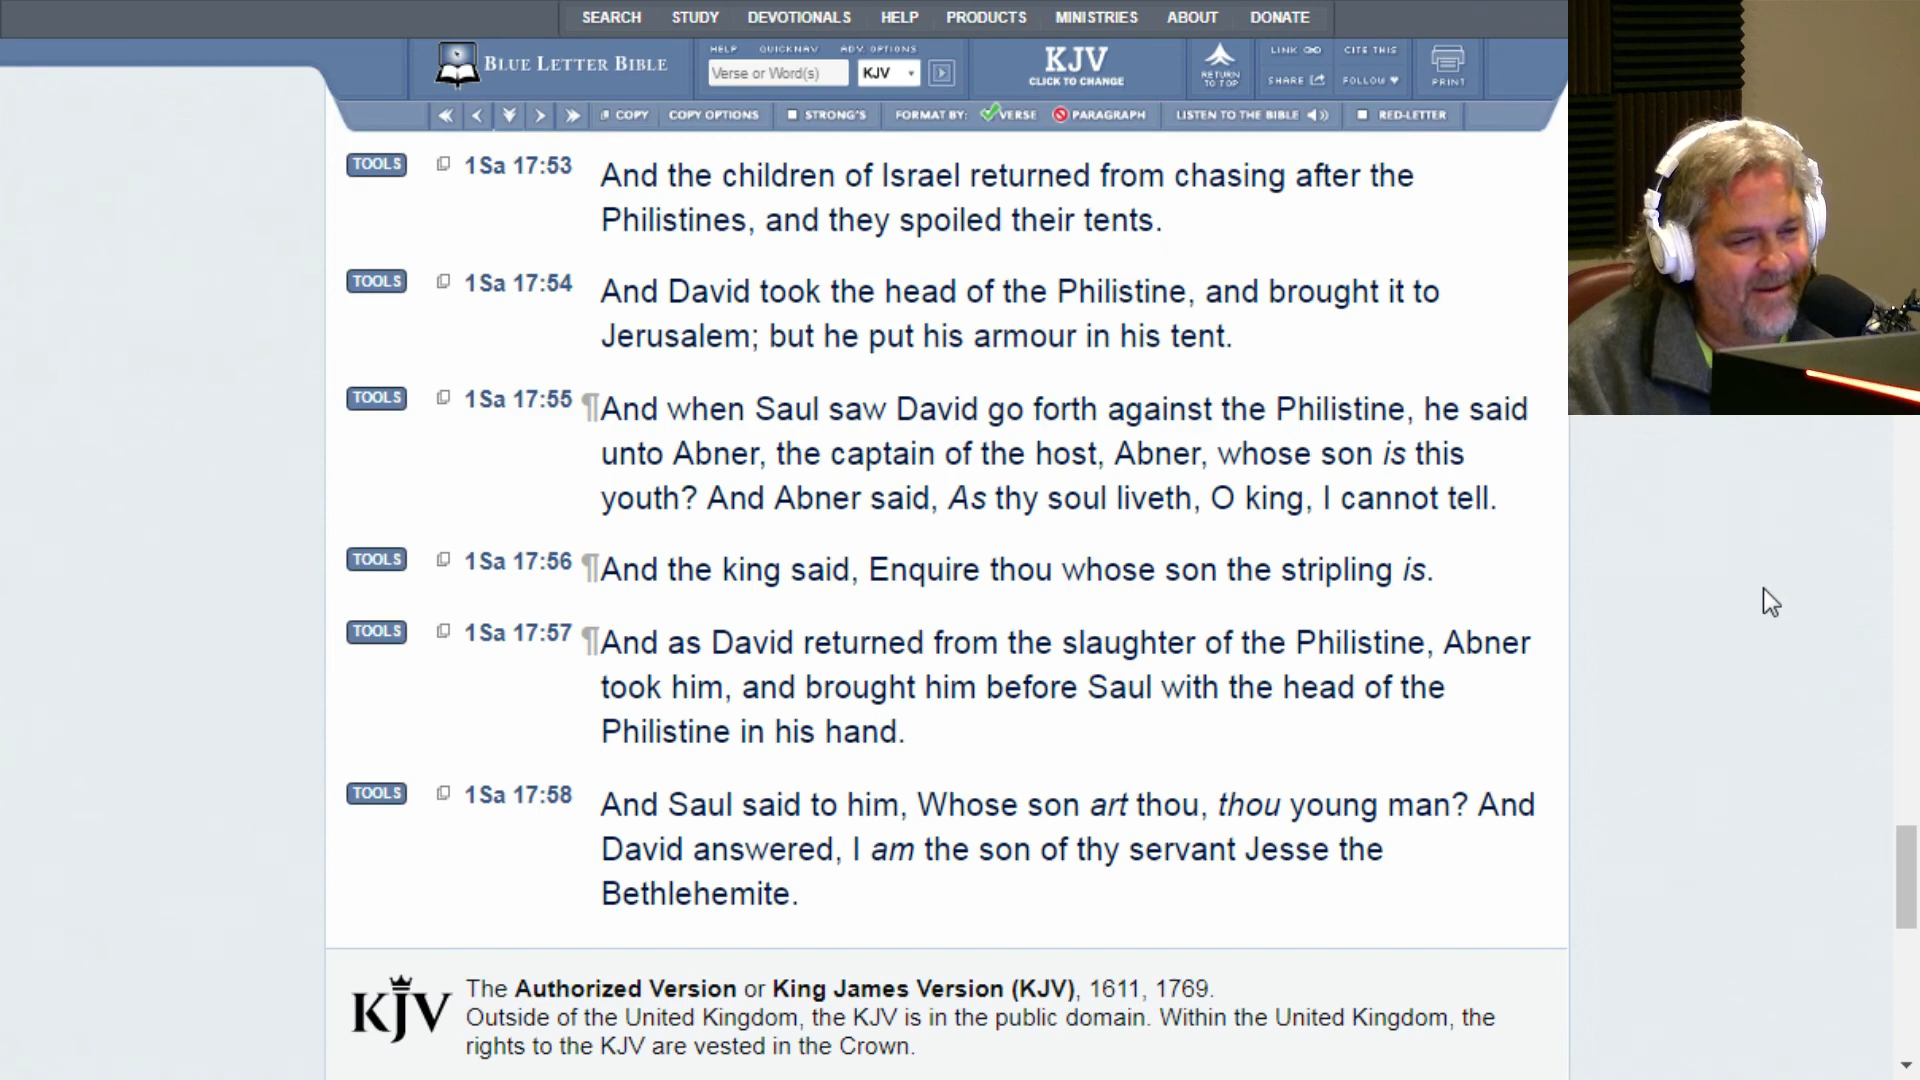 SEARCH STUDY DEVOTIONALS HELP PRODUCTS MINISTRIES ABOUT DONATE
BLUE LETTER BIBLE
HELP QUICKNAV ADV. OPTIONS
Verse or Word(s) KJV
KJV
CLICK TO CHANGE
RETURN
TO TOP
LINK CITE THIS
SHARE FOLLOW
PRINT
COPY COPY OPTIONS STRONG'S FORMAT BY: VERSE PARAGRAPH LISTEN TO THE BIBLE RED-LETTER
TOOLS 1Sa 17:53 And the children of Israel returned from chasing after the
Philistines, and they spoiled their tents.
TOOLS 1Sa 17:54 And David took the head of the Philistine, and brought it to
Jerusalem; but he put his armour in his tent.
TOOLS 1Sa 17:55 ¶And when Saul saw David go forth against the Philistine, he said
unto Abner, the captain of the host, Abner, whose son is this
youth? And Abner said, As thy soul liveth, O king, I cannot tell.
TOOLS 1Sa 17:56 ¶And the king said, Enquire thou whose son the stripling is.
TOOLS 1Sa 17:57 ¶And as David returned from the slaughter of the Philistine, Abner
took him, and brought him before Saul with the head of the
Philistine in his hand.
TOOLS 1Sa 17:58 And Saul said to him, Whose son art thou, thou young man? And
David answered, I am the son of thy servant Jesse the
Bethlehemite.
KJV
The Authorized Version or King James Version (KJV), 1611, 1769.
Outside of the United Kingdom, the KJV is in the public domain. Within the United Kingdom, the
rights to the KJV are vested in the Crown.